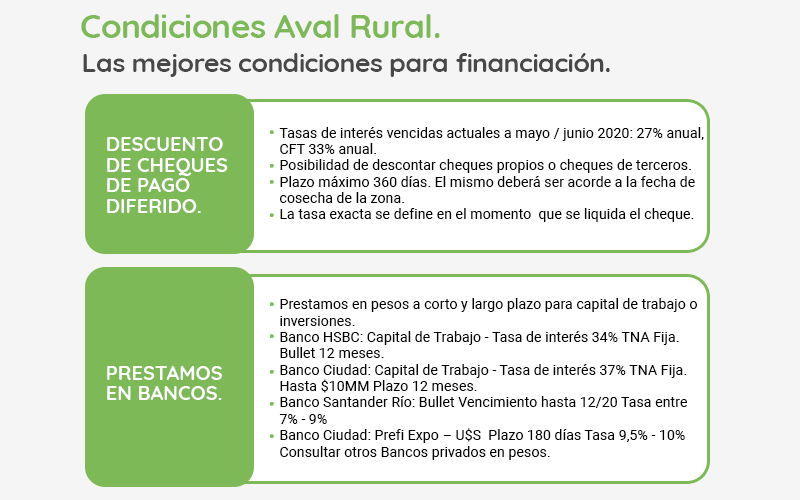 Condiciones Aval Rural.
Las mejores condiciones para financiación.
DESCUENTO
DE CHEQUES
DE PAGO
DIFERIDO.
• Tasas de interés vencidas actuales a mayo / junio 2020: 27% anual,
CFT 33% anual.
• Posibilidad de descontar cheques propios o cheques de terceros.
• Plazo máximo 360 días. El mismo deberá ser acorde a la fecha de
cosecha de la zona.
• La tasa exacta se define en el momento  que se liquida el cheque.
PRESTAMOS
EN BANCOS.
• Prestamos en pesos a corto y largo plazo para capital de trabajo o
inversiones.
• Banco HSBC: Capital de Trabajo - Tasa de interés 34% TNA Fija.
Bullet 12 meses.
• Banco Ciudad: Capital de Trabajo - Tasa de interés 37% TNA Fija.
Hasta $10MM Plazo 12 meses.
• Banco Santander Río: Bullet Vencimiento hasta 12/20 Tasa entre
7% - 9%
• Banco Ciudad: Prefi Expo – U$S  Plazo 180 días Tasa 9,5% - 10%
Consultar otros Bancos privados en pesos.